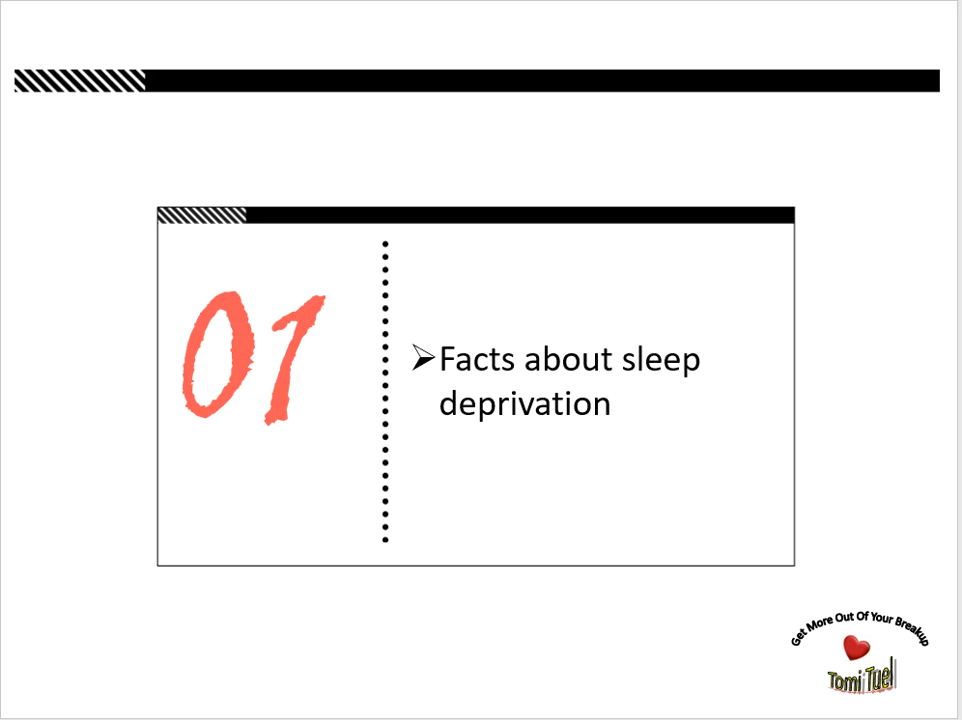 01
➢Facts about sleep
deprivation
Get More Out Of Your Breakup
Tomi Tuel